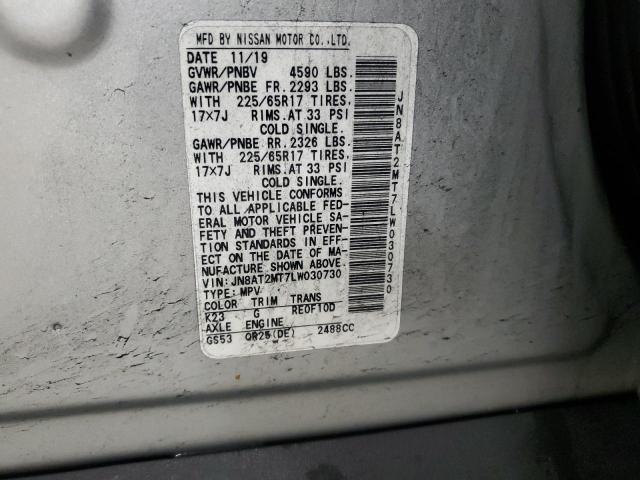 MFD BY NISSAN MOTOR CO.,LTD.
DATE 11/19
GVWR/PNBV 4590 LBS.
GAWR/PNBE FR. 2293 LBS.
WITH 225/65R17 TIRES,
17X7J RIMS.AT 33 PSI
COLD SINGLE.
GAWR/PNBE RR. 2326 LBS.
WITH 225/65R17 TIRES,
17X7J RIMS.AT 33 PSI
COLD SINGLE.
THIS VEHICLE CONFORMS
TO ALL APPLICABLE FED-
ERAL MOTOR VEHICLE SA-
FETY AND THEFT PREVEN-
TION STANDARDS IN EFF-
ECT ON THE DATE OF MA-
NUFACTURE SHOWN ABOVE.
VIN: JN8AT2MT7LW030730
TYPE: MPV
COLOR TRIM TRANS
K23 G RE0F10D
AXLE ENGINE
GS53 QR25(DE) 2488CC
JN8AT2MT7LW030730